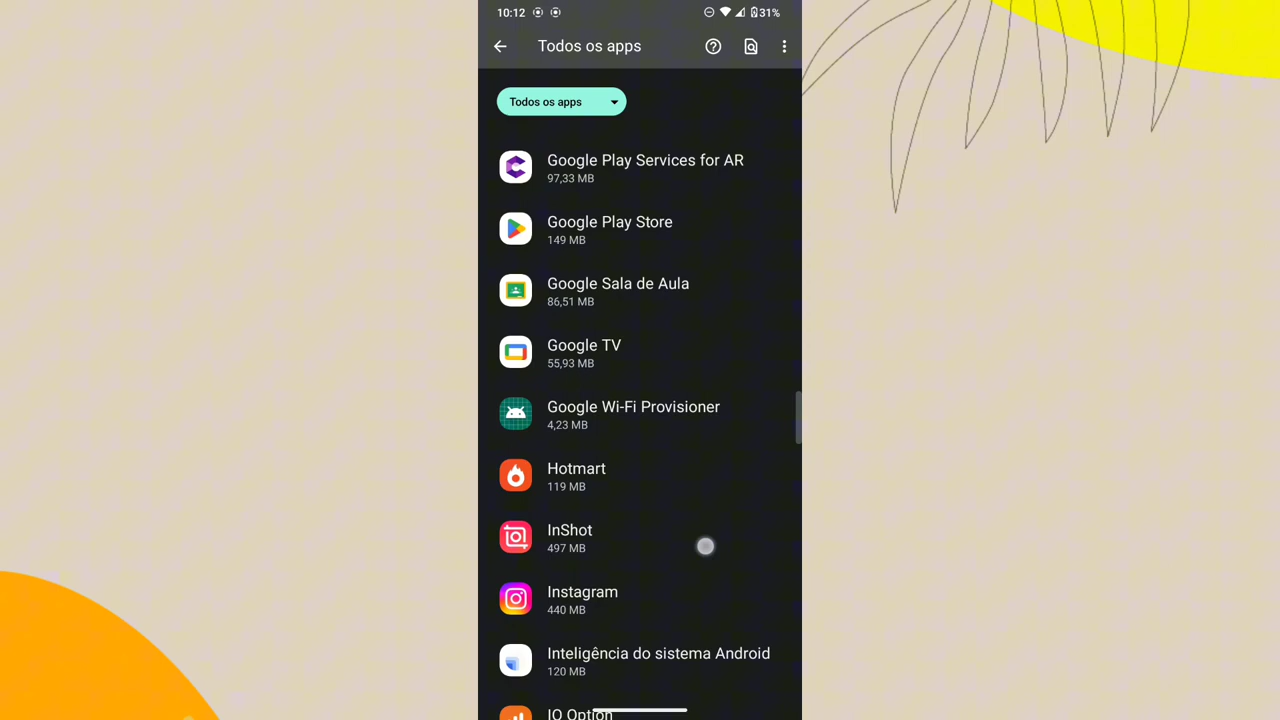 10:12 31%
Todos os apps
Todos os apps
Google Play Services for AR
97,33 MB
Google Play Store
149 MB
Google Sala de Aula
86,51 MB
Google TV
55,93 MB
Google Wi-Fi Provisioner
4,23 MB
Hotmart
119 MB
InShot
497 MB
Instagram
440 MB
Inteligência do sistema Android
120 MB
IQ Option